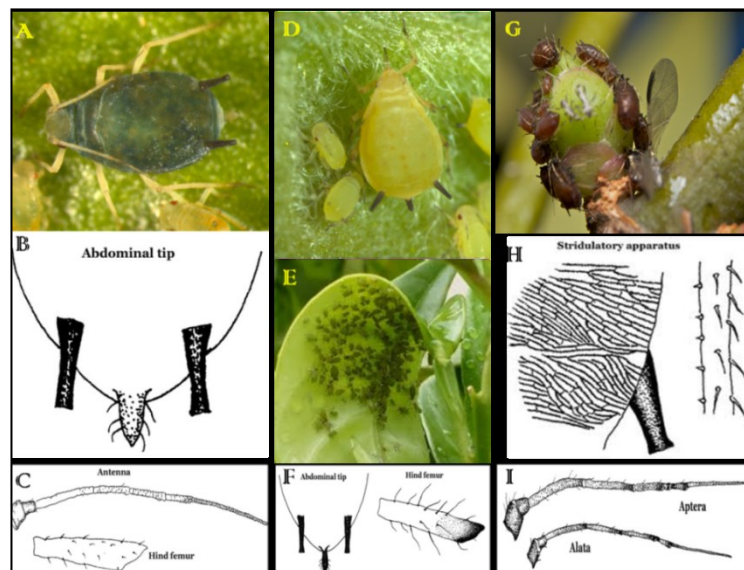 A
B
Abdominal tip
C
Antenna
Hind femur
D
E
F
Abdominal tip
Hind femur
G
H
Stridulatory apparatus
I
Aptera
Alata